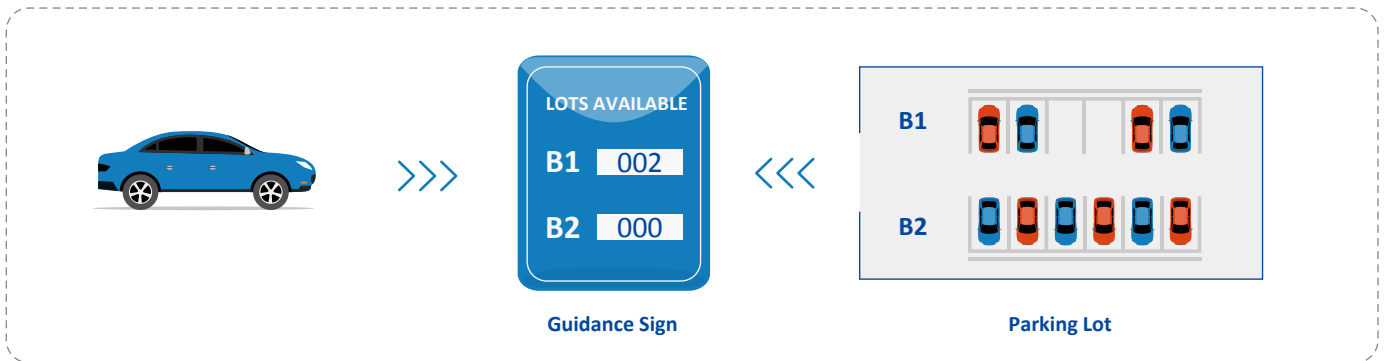 LOTS AVAILABLE
B1 002
B2 000
Guidance Sign
B1
B2
Parking Lot